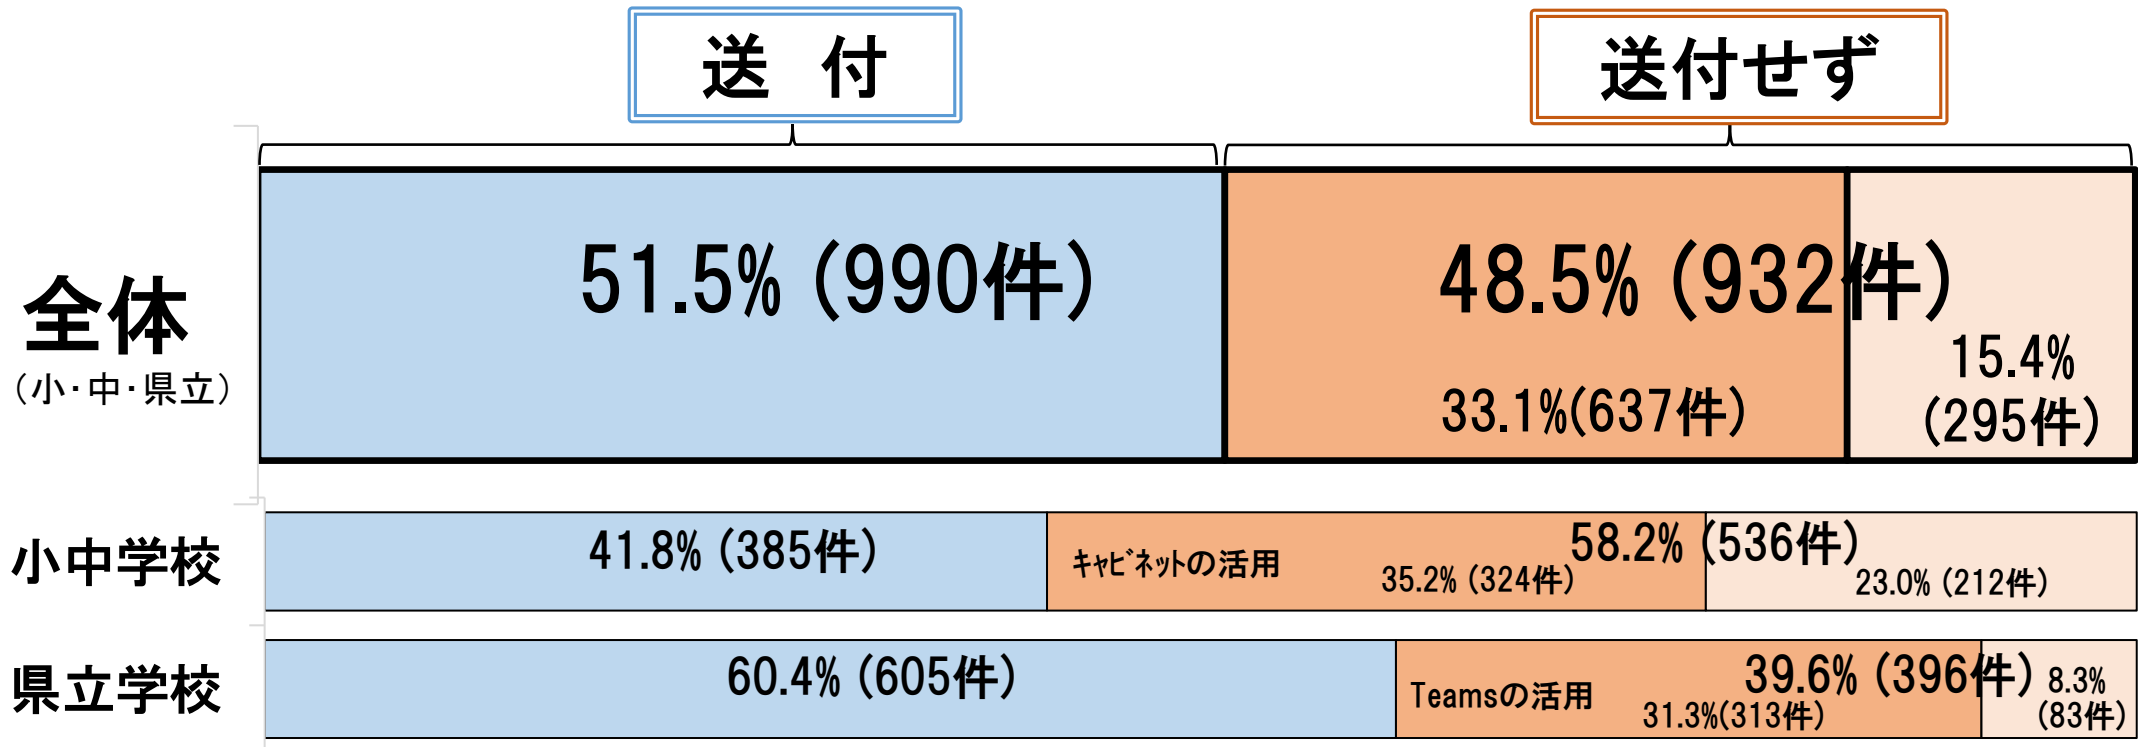 送　付
送付せず
全体
（小・中・県立）
51.5%（990件）
48.5%（932件）
33.1%(637件）
15.4%
（295件）
小中学校
41.8%（385件）
ｷｬﾋﾞﾈｯﾄの活用
58.2%（536件）
35.2%（324件）
23.0%（212件）
県立学校
60.4%（605件）
Teamsの活用
39.6%（396件）
31.3%(313件）
8.3%
（83件）